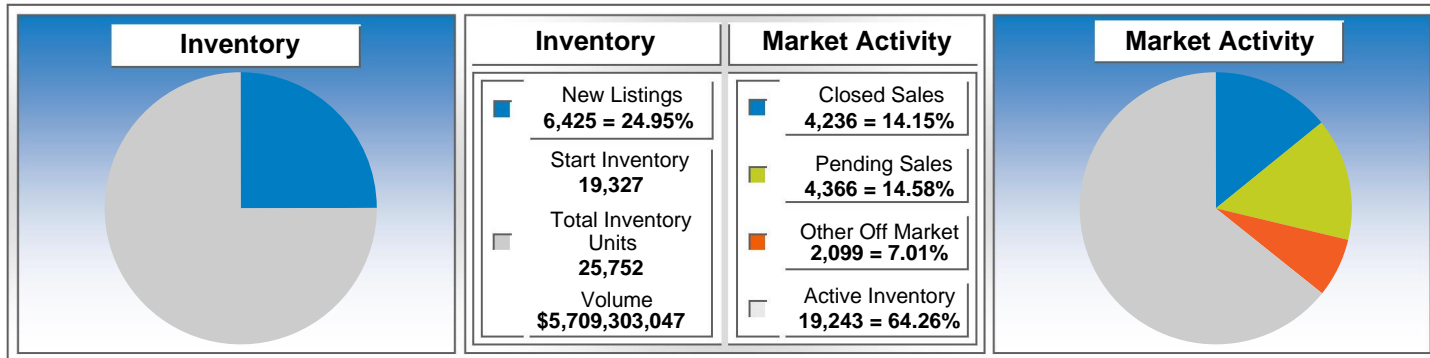 Inventory
Inventory
New Listings
6,425 = 24.95%
Start Inventory
19,327
Total Inventory
Units
25,752
Volume
$5,709,303,047
Market Activity
Closed Sales
4,236 = 14.15%
Pending Sales
4,366 = 14.58%
Other Off Market
2,099 = 7.01%
Active Inventory
19,243 = 64.26%
Market Activity